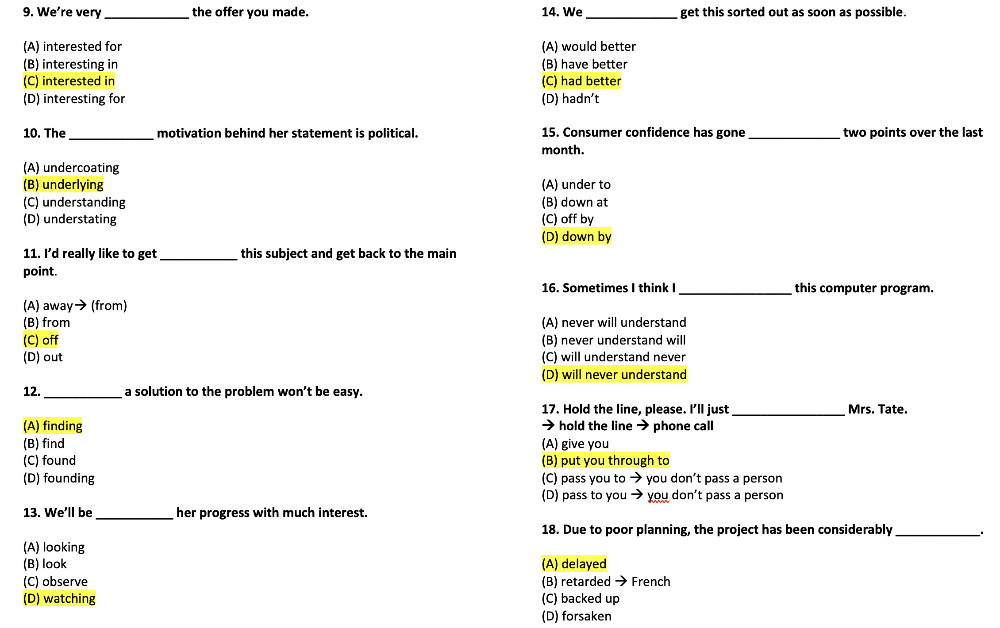 9. We’re very ____________ the offer you made.
(A) interested for
(B) interesting in
(C) interested in
(D) interesting for
10. The ____________ motivation behind her statement is political.
(A) undercoating
(B) underlying
(C) understanding
(D) understating
11. I’d really like to get ___________ this subject and get back to the main
point.
(A) away→ (from)
(B) from
(C) off
(D) out
12. ___________ a solution to the problem won’t be easy.
(A) finding
(B) find
(C) found
(D) founding
13. We’ll be ___________ her progress with much interest.
(A) looking
(B) look
(C) observe
(D) watching
14. We _____________ get this sorted out as soon as possible.
(A) would better
(B) have better
(C) had better
(D) hadn’t
15. Consumer confidence has gone _____________ two points over the last
month.
(A) under to
(B) down at
(C) off by
(D) down by
16. Sometimes I think I ________________ this computer program.
(A) never will understand
(B) never understand will
(C) will understand never
(D) will never understand
17. Hold the line, please. I’ll just ________________ Mrs. Tate.
→ hold the line → phone call
(A) give you
(B) put you through to
(C) pass you to → you don’t pass a person
(D) pass to you → you don’t pass a person
18. Due to poor planning, the project has been considerably ____________.
(A) delayed
(B) retarded → French
(C) backed up
(D) forsaken